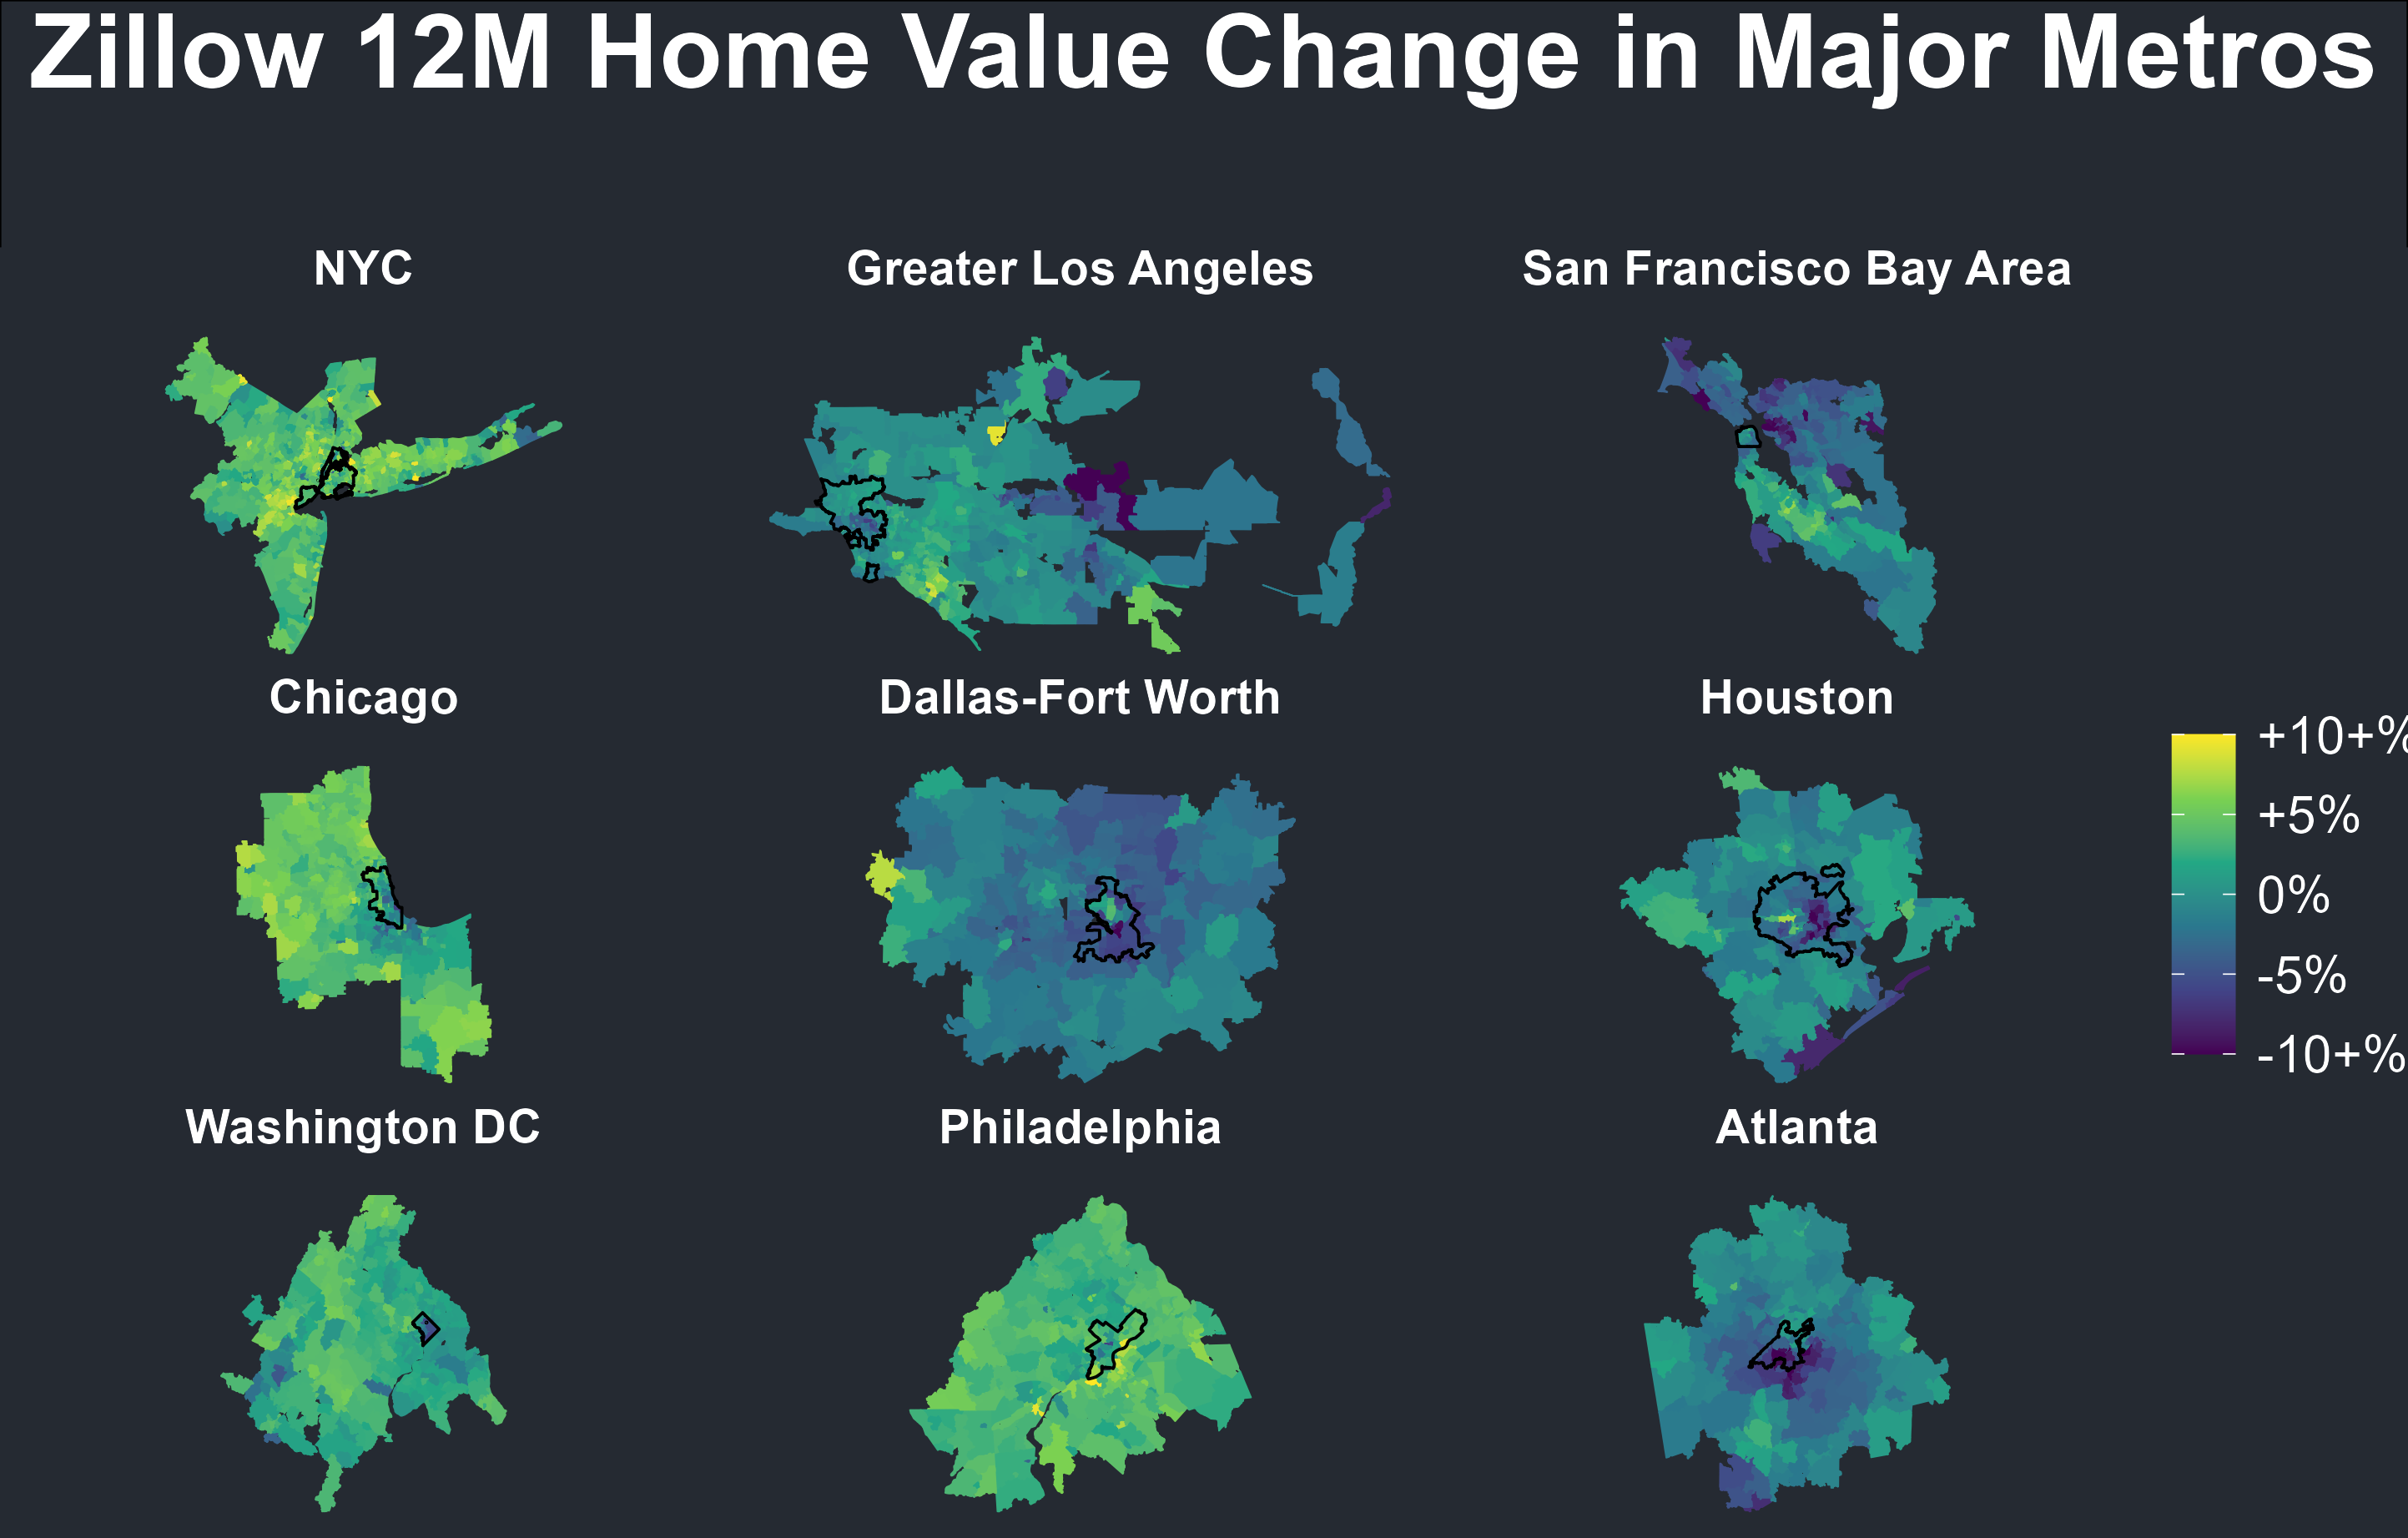 Zillow 12M Home Value Change in Major Metros
NYC
Greater Los Angeles
San Francisco Bay Area
Chicago
Dallas-Fort Worth
Houston
+10+%
+5%
0%
-5%
-10+%
Washington DC
Philadelphia
Atlanta